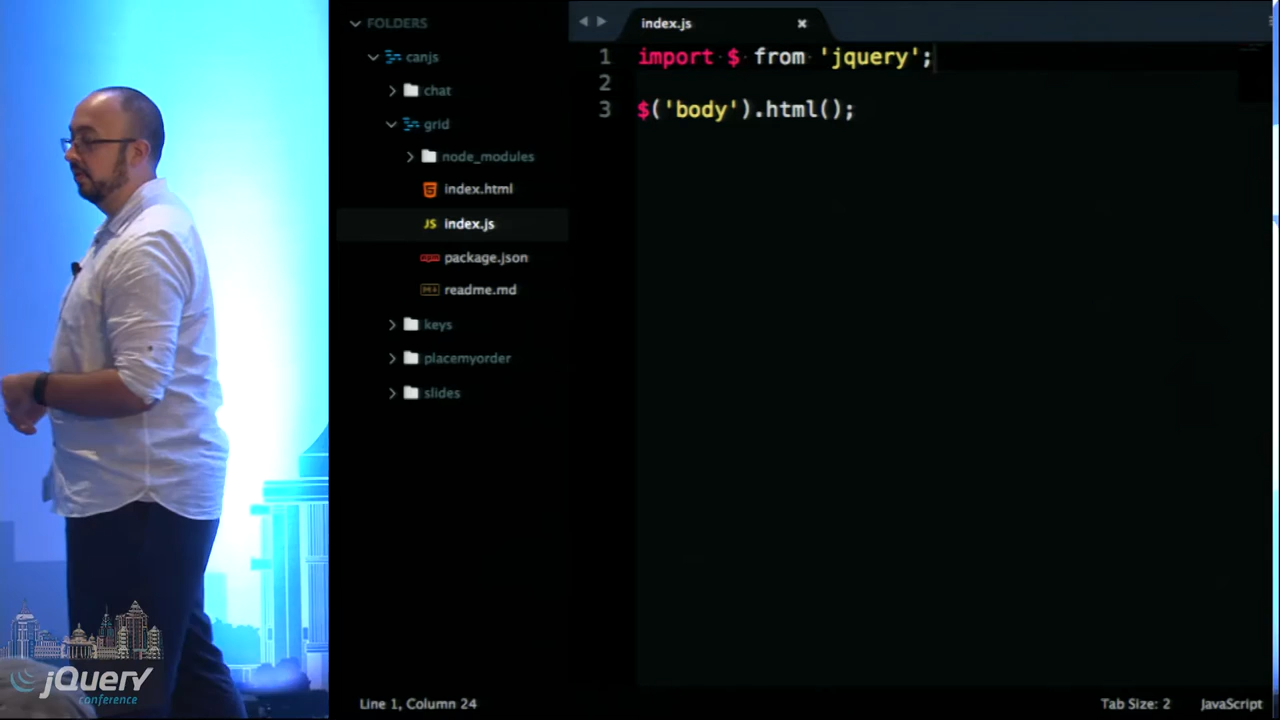 FOLDERS
canjs
chat
grid
node_modules
index.html
JS index.js
package.json
readme.md
keys
placemyorder
slides
index.js
1 import $ from 'jquery';
2
3 $('body').html();
Line 1, Column 24
Tab Size: 2
JavaScript
jQuery
conference